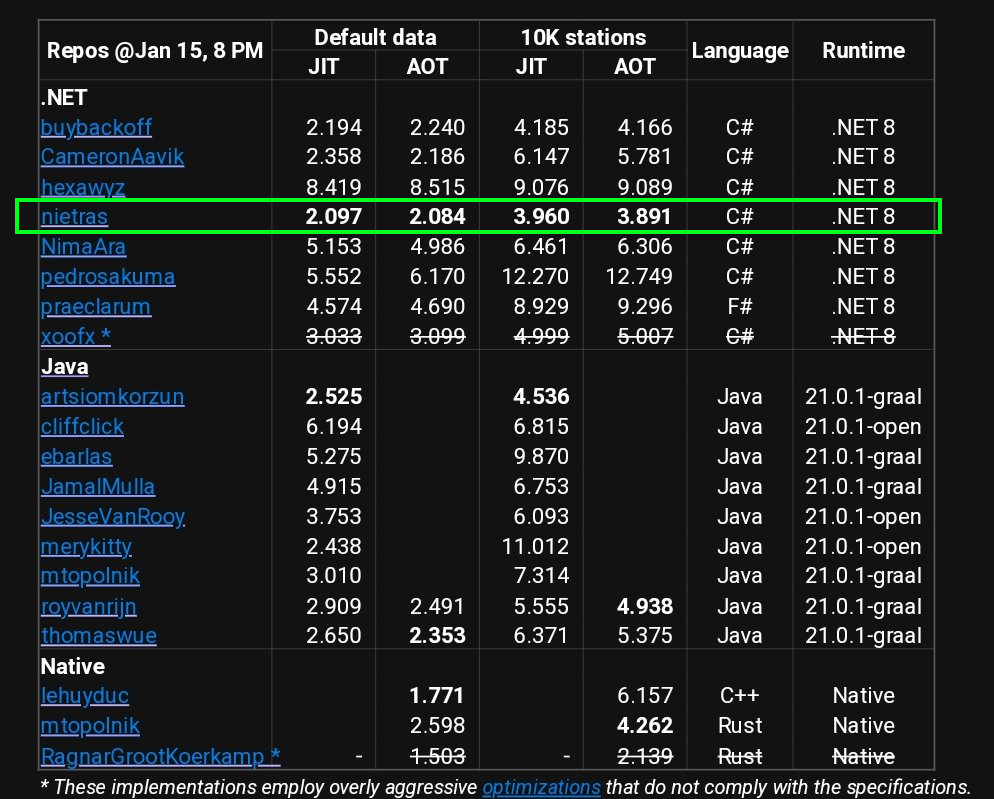 Repos @Jan 15, 8 PM Default data 10K stations Language Runtime
JIT AOT JIT AOT
.NET
buybackoff 2.194 2.240 4.185 4.166 C# .NET 8
CameronAavik 2.358 2.186 6.147 5.781 C# .NET 8
hexawyz 8.419 8.515 9.076 9.089 C# .NET 8
nietras 2.097 2.084 3.960 3.891 C# .NET 8
NimaAra 5.153 4.986 6.461 6.306 C# .NET 8
pedrosakuma 5.552 6.170 12.270 12.749 C# .NET 8
praeclarum 4.574 4.690 8.929 9.296 F# .NET 8
xoofx * 3.033 3.099 4.999 5.007 C# .NET 8
Java
artsiomkorzun 2.525 4.536 Java 21.0.1-graal
cliffclick 6.194 6.815 Java 21.0.1-open
ebarlas 5.275 9.870 Java 21.0.1-graal
JamalMulla 4.915 6.753 Java 21.0.1-graal
JesseVanRooy 3.753 6.093 Java 21.0.1-open
merykitty 2.438 11.012 Java 21.0.1-open
mtopolnik 3.010 7.314 Java 21.0.1-graal
royvanrijn 2.909 2.491 5.555 4.938 Java 21.0.1-graal
thomaswue 2.650 2.353 6.371 5.375 Java 21.0.1-graal
Native
lehuyduc 1.771 6.157 C++ Native
mtopolnik 2.598 4.262 Rust Native
RagnarGrootKoerkamp * - 1.503 - 2.139 Rust Native
* These implementations employ overly aggressive optimizations that do not comply with the specifications.